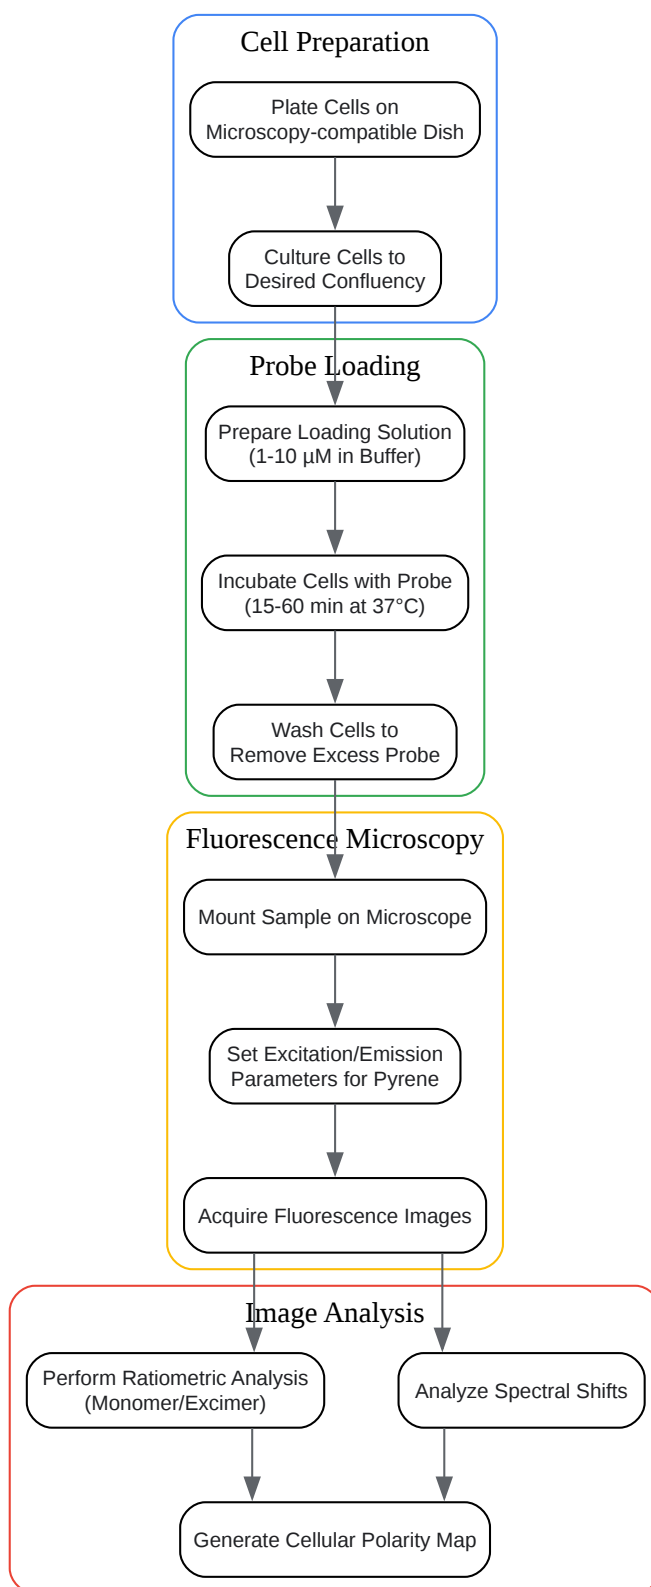 Cell Preparation
Plate Cells on
Microscopy-compatible Dish
Culture Cells to
Desired Confluency
Probe Loading
Prepare Loading Solution
(1-10 µM in Buffer)
Incubate Cells with Probe
(15-60 min at 37°C)
Wash Cells to
Remove Excess Probe
Fluorescence Microscopy
Mount Sample on Microscope
Set Excitation/Emission
Parameters for Pyrene
Acquire Fluorescence Images
Image Analysis
Perform Ratiometric Analysis
(Monomer/Excimer)
Analyze Spectral Shifts
Generate Cellular Polarity Map